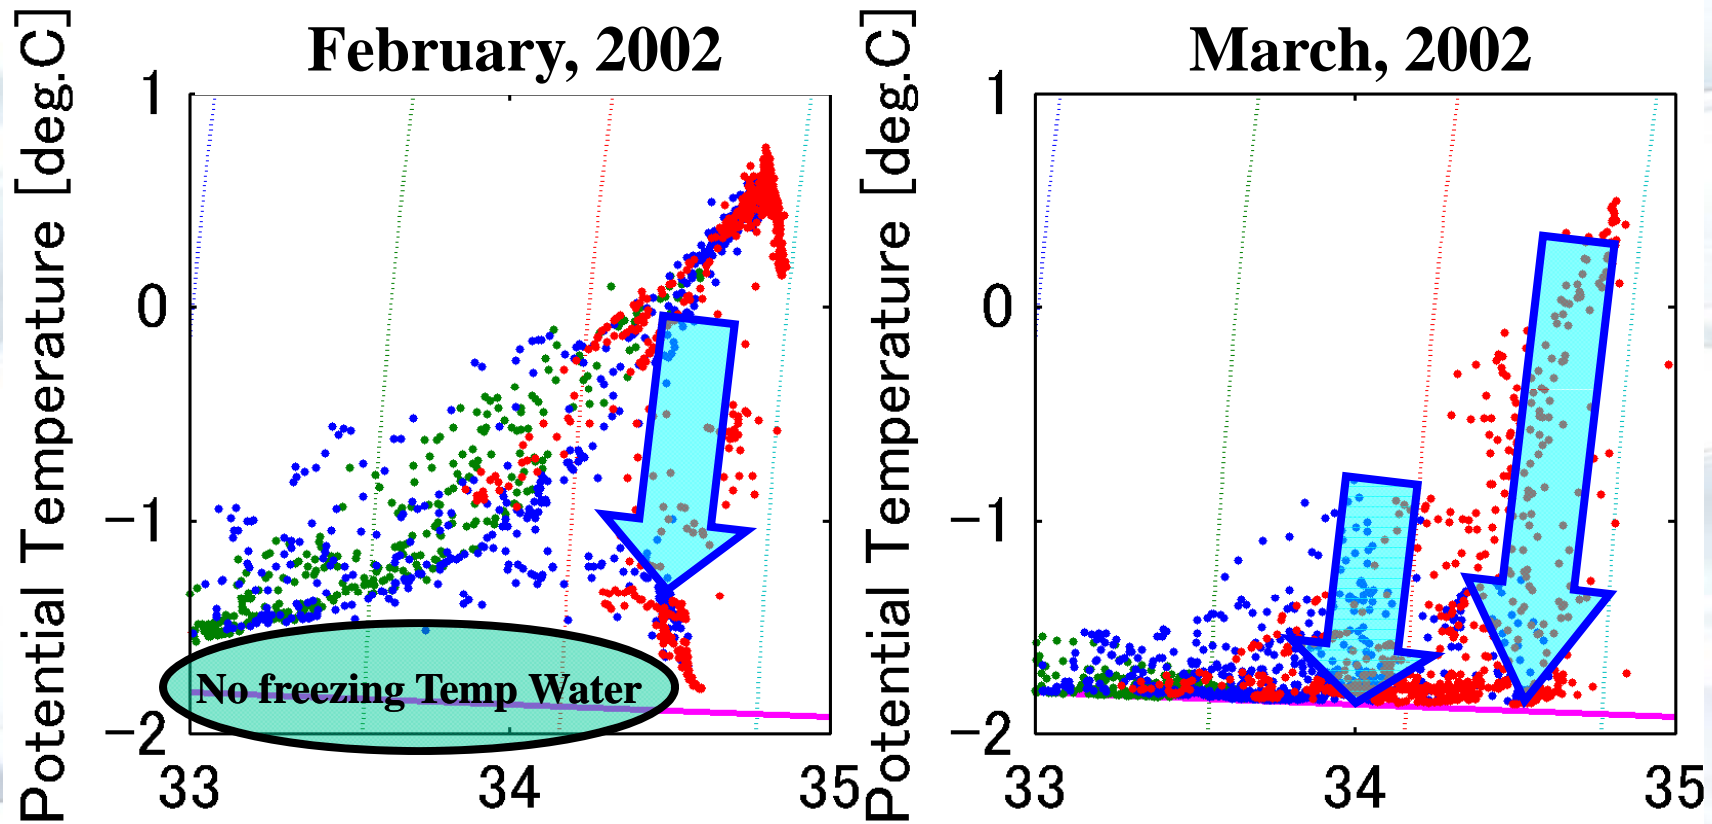 February, 2002
Potential Temperature [deg.C]
1
0
−1
−2
No freezing Temp Water
33 34 35
March, 2002
Potential Temperature [deg.C]
1
0
−1
−2
33 34 35